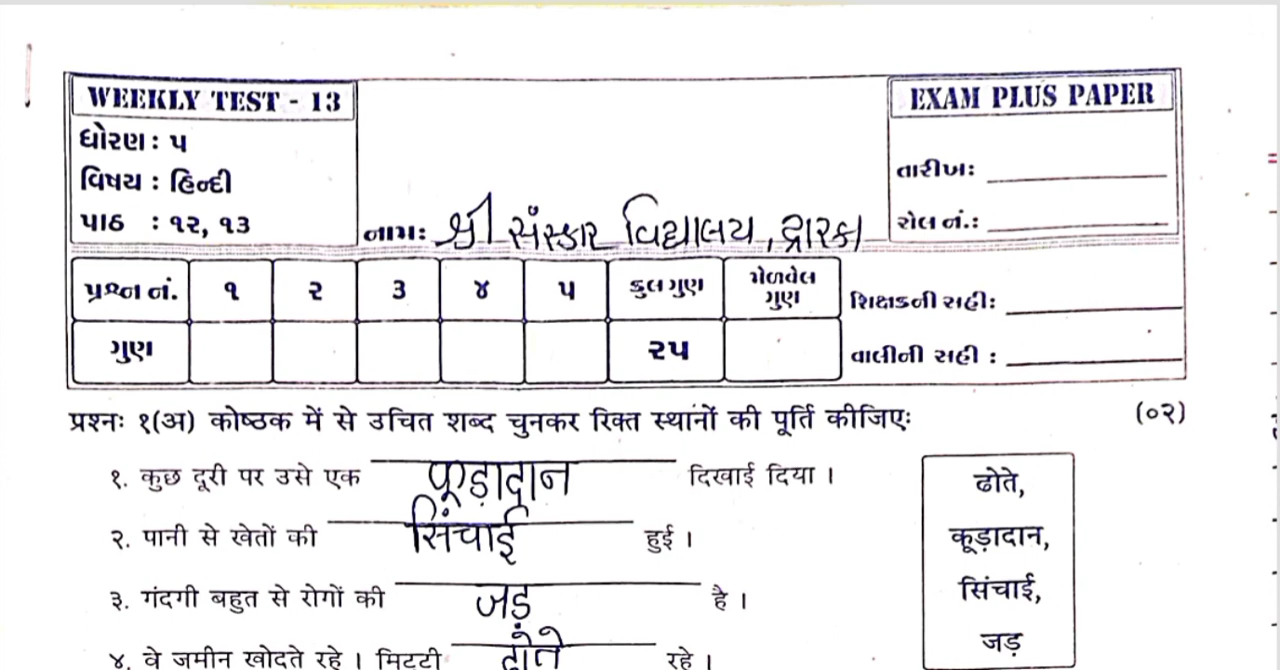 WEEKLY TEST - 13
EXAM PLUS PAPER
ધોરણ : ૫
વિષય : હિન્દી
પાઠ : ૧૨, ૧૩
નામ: શ્રી સંસ્કાર વિદ્યાલય, દ્વારકા
તારીખ:
રોલ નં.:
પ્રશ્ન નં. ૧ ૨ ૩ ૪ ૫ કુલ ગુણ મેળવેલ ગુણ
શિક્ષકની સહી:
ગુણ ૨૫
વાલીની સહી :
प्रश्नः १(अ) कोष्ठक में से उचित शब्द चुनकर रिक्त स्थानों की पूर्ति कीजिएः (०२)
१. कुछ दूरी पर उसे एक कूड़ादान दिखाई दिया ।
२. पानी से खेतों की सिंचाई हुई ।
३. गंदगी बहुत से रोगों की जड़ है ।
४. वे जमीन खोदते रहे । मिटटी ढोते रहे ।
ढोते,
कूड़ादान,
सिंचाई,
जड़